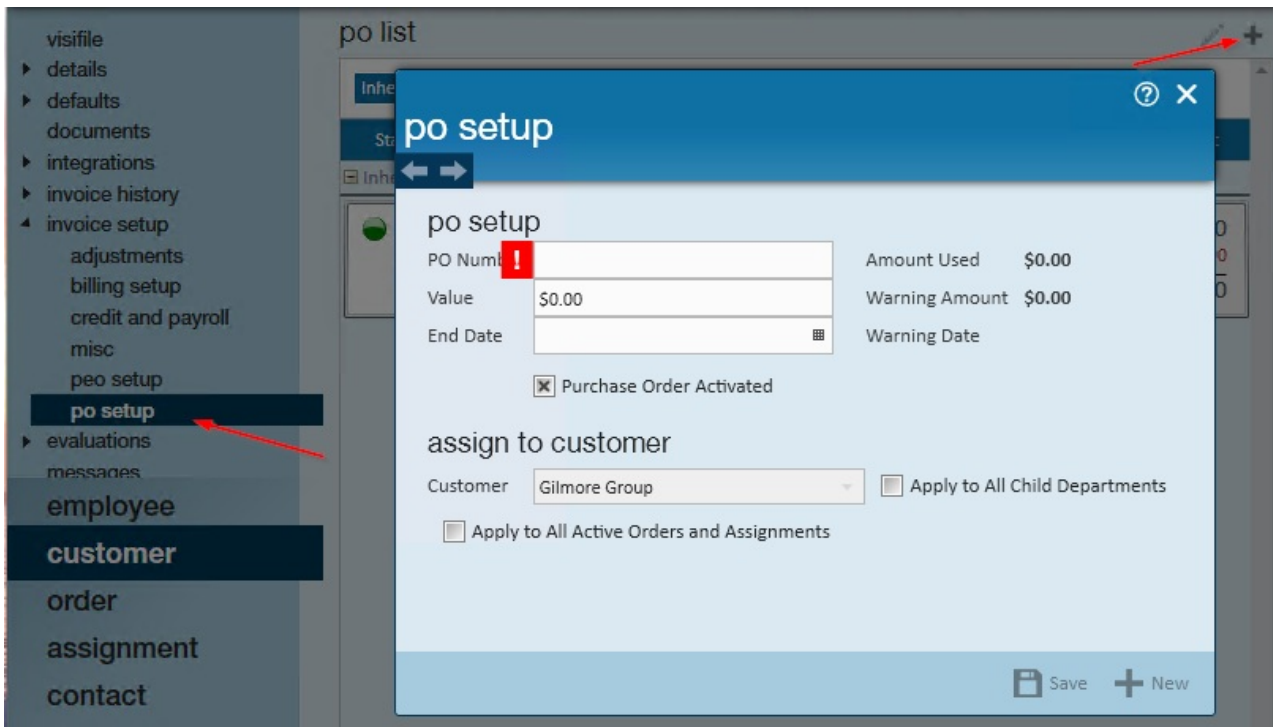 visifile
details
defaults
documents
integrations
invoice history
invoice setup
adjustments
billing setup
credit and payroll
misc
peo setup
po setup
evaluations
messages
employee
customer
order
assignment
contact
po list
po setup
po setup
PO Numb
Value $0.00
End Date
Amount Used $0.00
Warning Amount $0.00
Warning Date
Purchase Order Activated
assign to customer
Customer Gilmore Group Apply to All Child Departments
Apply to All Active Orders and Assignments
Save New